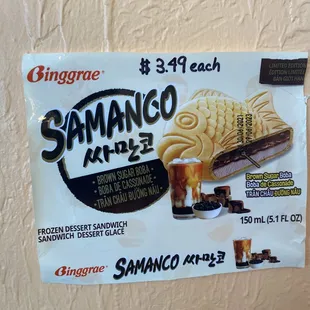 Binggrae®
$3.49 each
LIMITED EDITION
SAMANCO
싸만코
BROWN SUGAR BOBA •
• BOBA DE CASSONADE •
TRÂN CHÂU ĐƯỜNG NÂU
Brown Sugar Boba
Boba de Cassonade
TRÂN CHÂU ĐƯỜNG NÂU
150 mL (5.1 FL OZ)
FROZEN DESSERT SANDWICH
SANDWICH DESSERT GLACÉ
Binggrae®
SAMANCO 싸만코